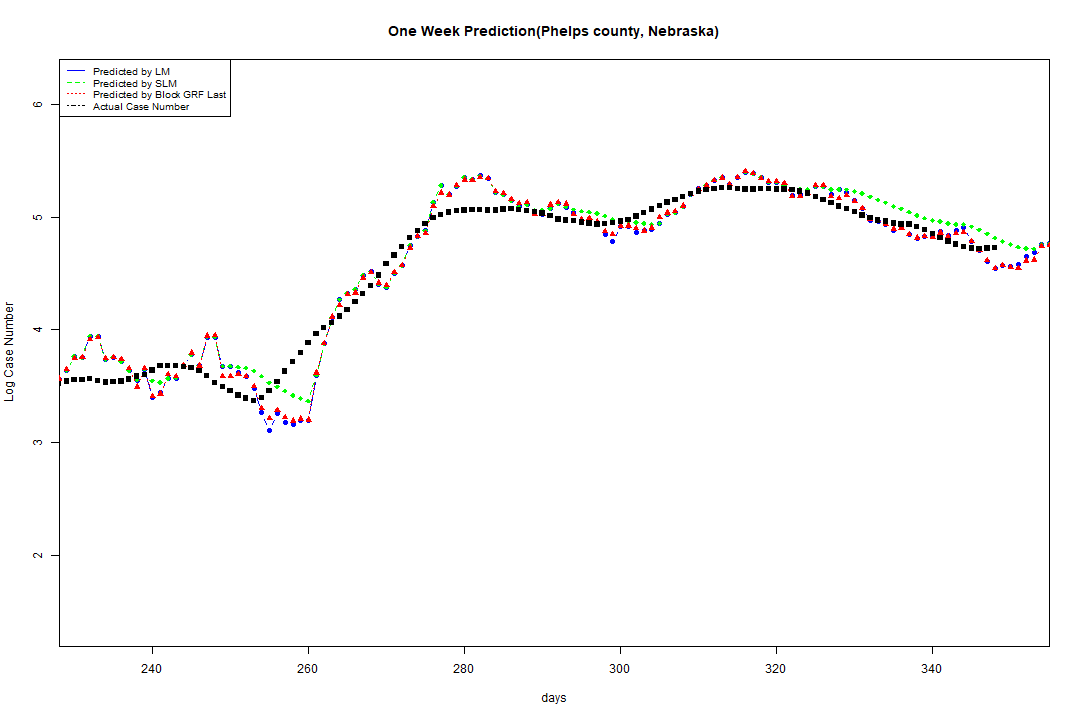 One Week Prediction(Phelps county, Nebraska)
Predicted by LM
Predicted by SLM
Predicted by Block GRF Last
Actual Case Number
6
5
4
3
2
Log Case Number
240 260 280 300 320 340
days